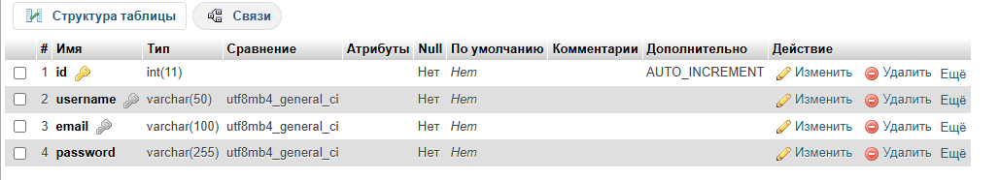 Структура таблицы Связи
# Имя Тип Сравнение Атрибуты Null По умолчанию Комментарии Дополнительно Действие
1 id int(11) Нет Нет AUTO_INCREMENT Изменить Удалить Ещё
2 username varchar(50) utf8mb4_general_ci Нет Нет Изменить Удалить Ещё
3 email varchar(100) utf8mb4_general_ci Нет Нет Изменить Удалить Ещё
4 password varchar(255) utf8mb4_general_ci Нет Нет Изменить Удалить Ещё